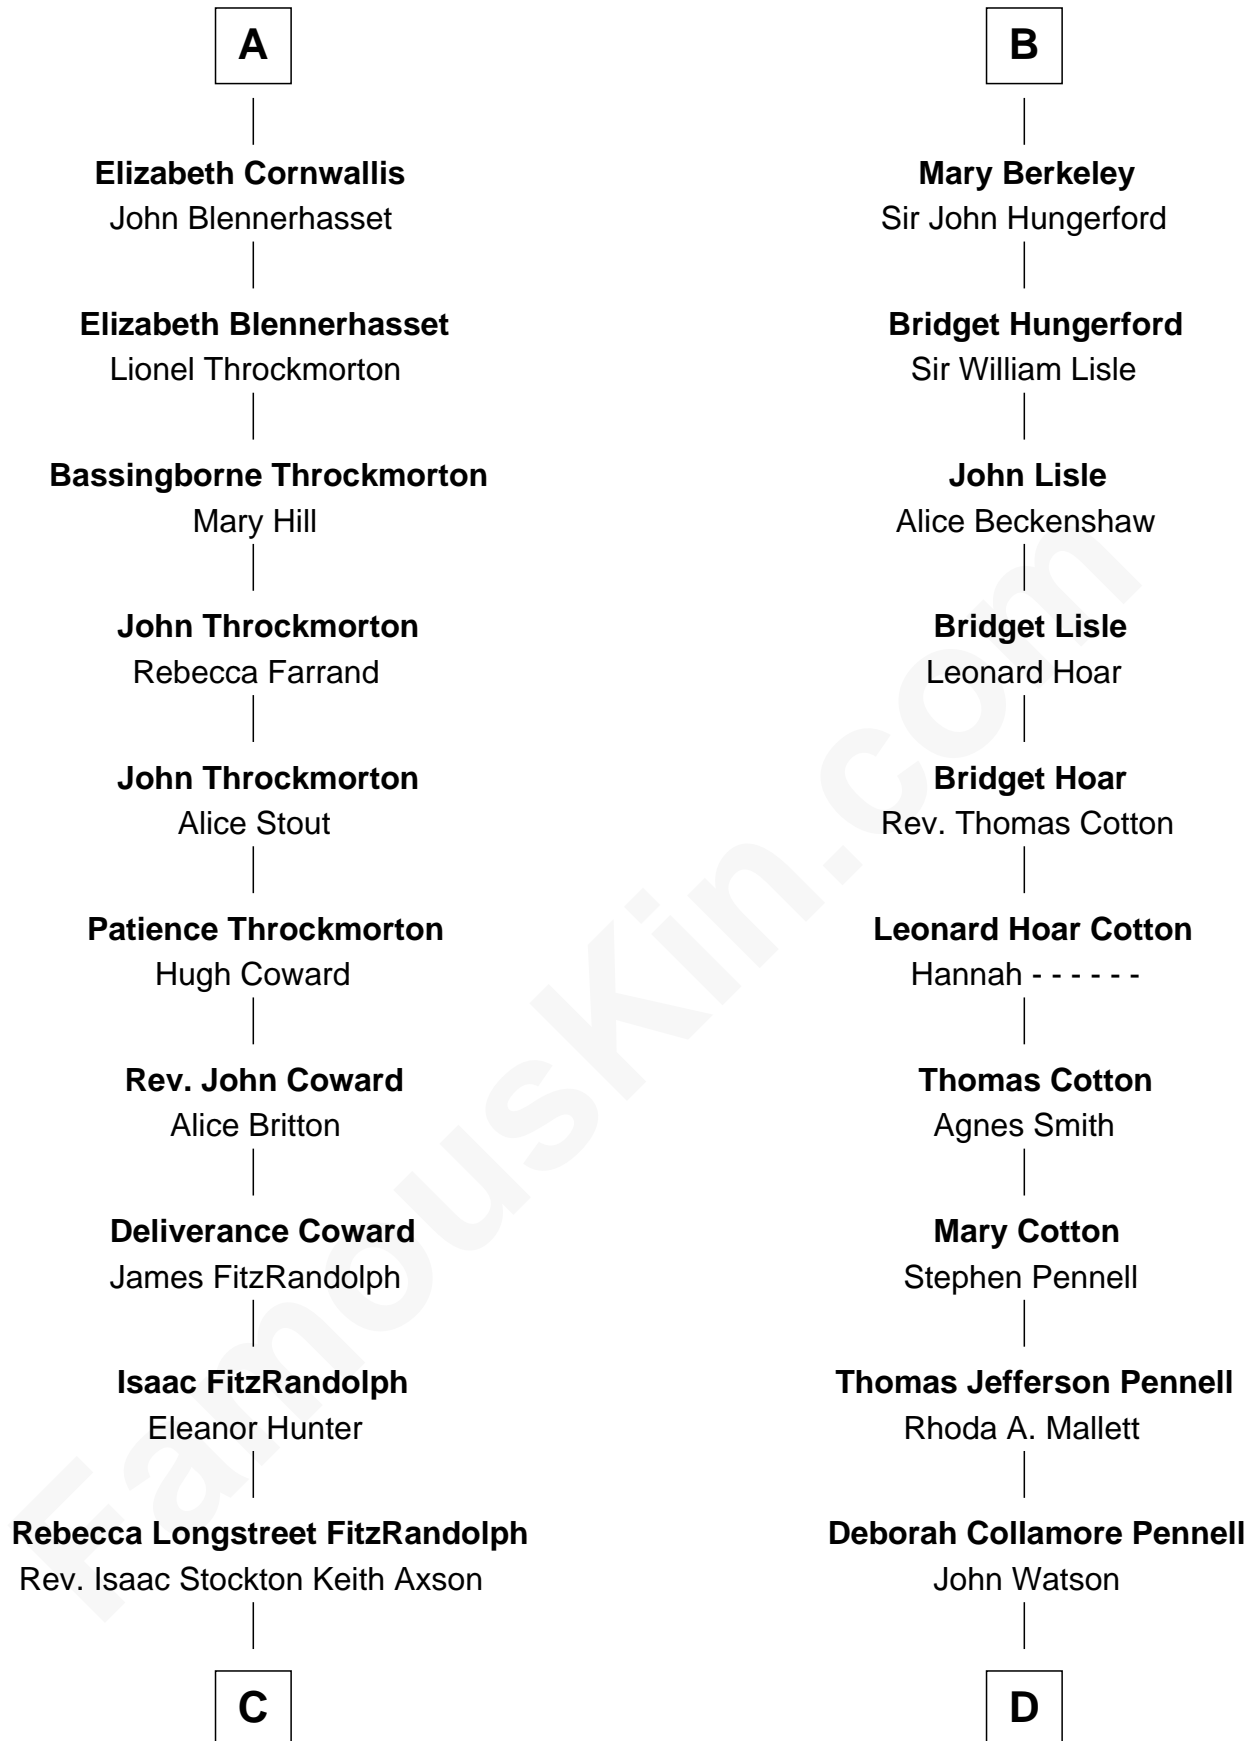 A
Elizabeth Cornwallis
John Blennerhasset
Elizabeth Blennerhasset
Lionel Throckmorton
Bassingborne Throckmorton
Mary Hill
John Throckmorton
Rebecca Farrand
John Throckmorton
Alice Stout
Patience Throckmorton
Hugh Coward
Rev. John Coward
Alice Britton
Deliverance Coward
James FitzRandolph
Isaac FitzRandolph
Eleanor Hunter
Rebecca Longstreet FitzRandolph
Rev. Isaac Stockton Keith Axson
C
B
Mary Berkeley
Sir John Hungerford
Bridget Hungerford
Sir William Lisle
John Lisle
Alice Beckenshaw
Bridget Lisle
Leonard Hoar
Bridget Hoar
Rev. Thomas Cotton
Leonard Hoar Cotton
Hannah - - - - - -
Thomas Cotton
Agnes Smith
Mary Cotton
Stephen Pennell
Thomas Jefferson Pennell
Rhoda A. Mallett
Deborah Collamore Pennell
John Watson
D
FamousKin.com